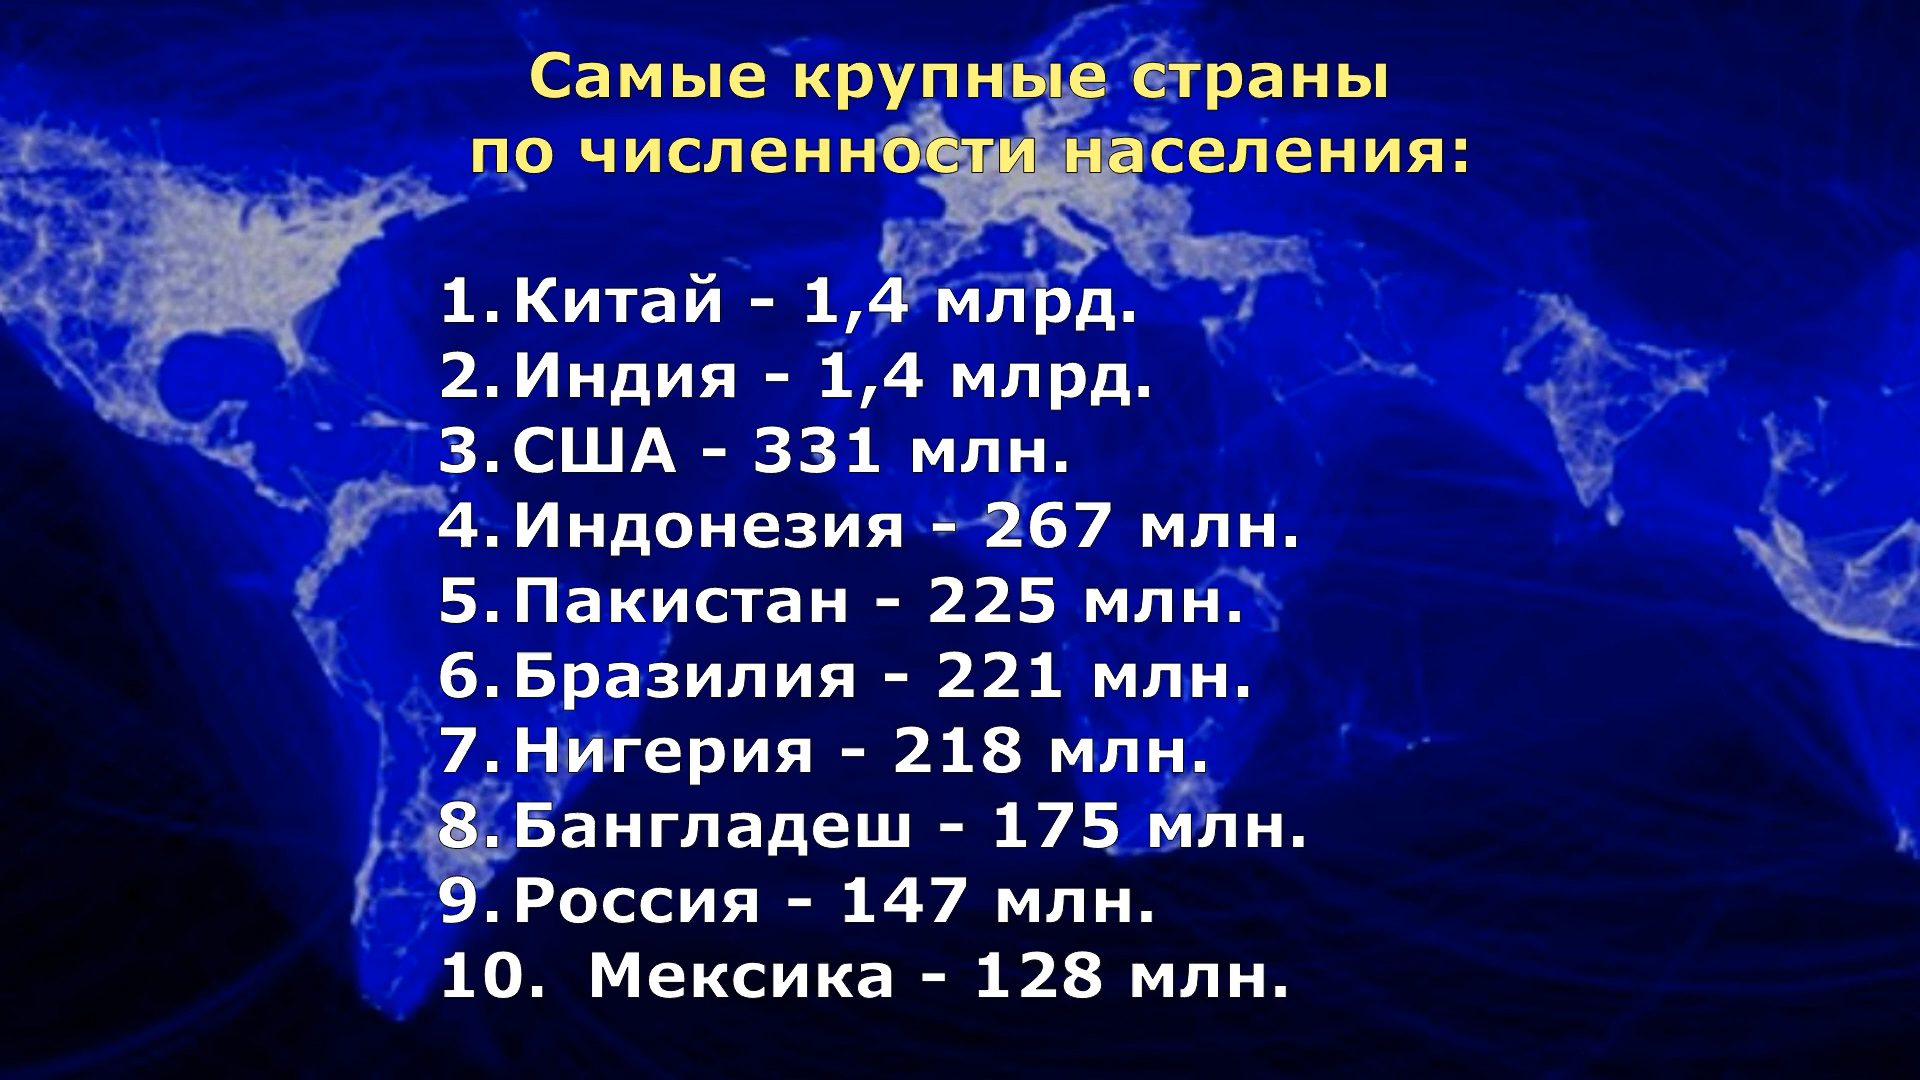 Самые крупные страны
по численности населения:
1. Китай - 1,4 млрд.
2. Индия - 1,4 млрд.
3. США - 331 млн.
4. Индонезия - 267 млн.
5. Пакистан - 225 млн.
6. Бразилия - 221 млн.
7. Нигерия - 218 млн.
8. Бангладеш - 175 млн.
9. Россия - 147 млн.
10. Мексика - 128 млн.